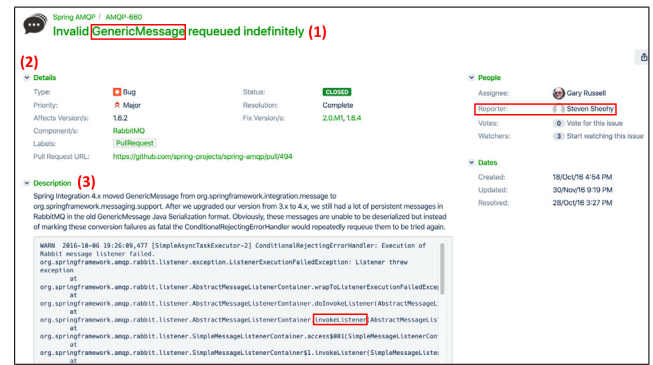 Spring AMQP / AMQP-660
Invalid GenericMessage requeued indefinitely (1)
(2)
Details
Type: Bug Status: CLOSED
Priority: Major Resolution: Complete
Affects Version/s: 1.6.2 Fix Version/s: 2.0.M1, 1.6.4
Component/s: RabbitMQ
Labels: PullRequest
Pull Request URL: https://github.com/spring-projects/spring-amqp/pull/494
People
Assignee: Gary Russell
Reporter: Steven Sheehy
Votes: 0 Vote for this issue
Watchers: 3 Start watching this issue
Dates
Created: 18/Oct/16 4:54 PM
Updated: 30/Nov/16 9:19 PM
Resolved: 28/Oct/16 3:27 PM
Description (3)
Spring Integration 4.x moved GenericMessage from org.springframework.integration.message to
org.springframework.messaging.support. After we upgraded our version from 3.x to 4.x, we still had a lot of persistent messages in
RabbitMQ in the old GenericMessage Java Serialization format. Obviously, these messages are unable to be deserialized but instead
of marking these conversion failures as fatal the ConditionalRejectingErrorHandler would repeatedly requeue them to be tried again.
WARN 2016-10-06 19:26:09,477 [SimpleAsyncTaskExecutor-2] ConditionalRejectingErrorHandler: Execution of
Rabbit message listener failed.
org.springframework.amqp.rabbit.listener.exception.ListenerExecutionFailedException: Listener threw
exception
at
org.springframework.amqp.rabbit.listener.AbstractMessageListenerContainer.wrapToListenerExecutionFailedExcep
at
org.springframework.amqp.rabbit.listener.AbstractMessageListenerContainer.doInvokeListener(AbstractMessageL
at
org.springframework.amqp.rabbit.listener.AbstractMessageListenerContainer.invokeListener(AbstractMessageList
at
org.springframework.amqp.rabbit.listener.SimpleMessageListenerContainer.access$001(SimpleMessageListenerCon
at
org.springframework.amqp.rabbit.listener.SimpleMessageListenerContainer$1.invokeListener(SimpleMessageListe
at